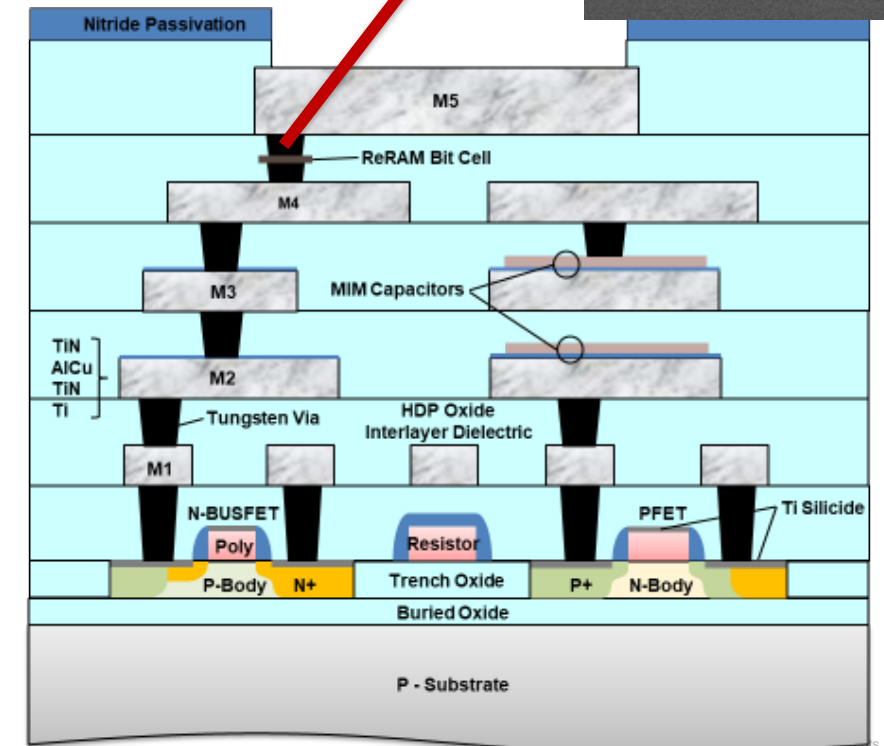 Nitride Passivation
M5
ReRAM Bit Cell
M4
M3
MIM Capacitors
TiN
AlCu
TiN
Ti
M2
Tungsten Via
HDP Oxide
Interlayer Dielectric
M1
N-BUSFET
PFET
Ti Silicide
Poly
Resistor
P-Body
N+
Trench Oxide
P+
N-Body
Buried Oxide
P - Substrate